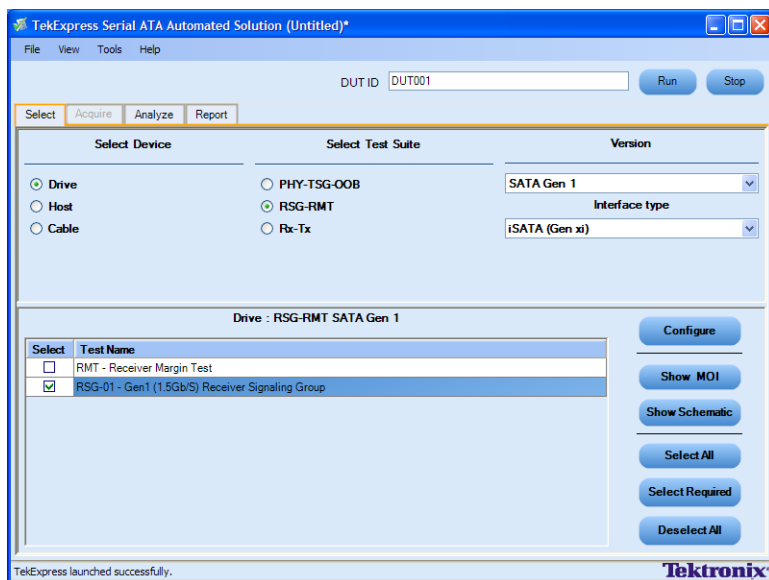 TekExpress Serial ATA Automated Solution (Untitled)*
File View Tools Help
DUT ID DUT001 Run Stop
Select Acquire Analyze Report
Select Device Select Test Suite Version
Drive PHY-TSG-OOB SATA Gen 1
Host RSG-RMT Interface type
Cable Rx-Tx iSATA (Gen xi)
Drive : RSG-RMT SATA Gen 1
Configure
Select Test Name
RMT - Receiver Margin Test
Show MOI
RSG-01 - Gen1 (1.5Gb/S) Receiver Signaling Group
Show Schematic
Select All
Select Required
Deselect All
TekExpress launched successfully. Tektronix